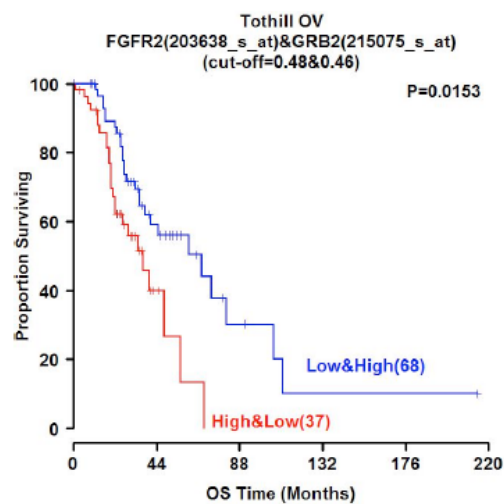 Tothill OV
FGFR2(203638_s_at)&GRB2(215075_s_at)
(cut-off=0.48&0.46)
P=0.0153
100
80
60
40
20
0
Proportion Surviving
Low&High(68)
High&Low(37)
0 44 88 132 176 220
OS Time (Months)